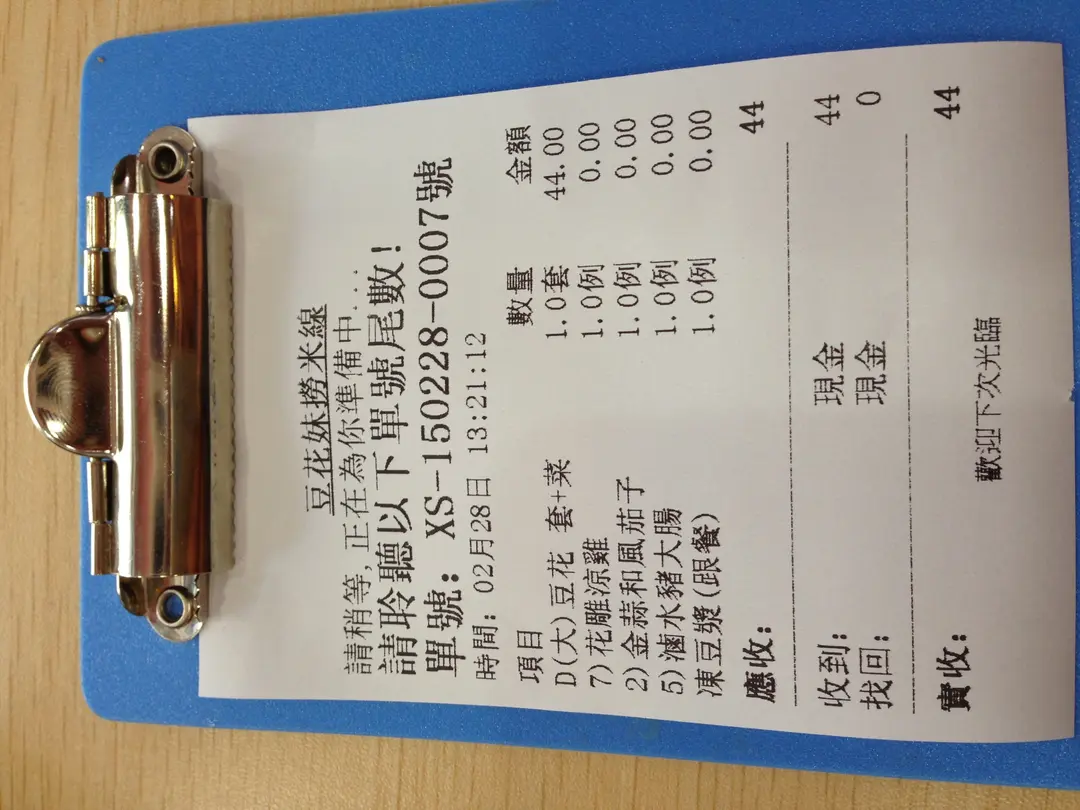 豆花妹撈米線
請稍等,正在為你準備中....
請聆聽以下單號尾數!
單號: XS-150228-0007號
時間: 02月28日 13:21:12
項目 數量 金額
D(大)豆花 套+菜 1.0套 44.00
7)花雕涼雞 1.0例 0.00
2)金蒜和風茄子 1.0例 0.00
5)滷水豬大腸 1.0例 0.00
凍豆漿(跟餐) 1.0例 0.00
應收: 44
收到: 現金 44
找回: 現金 0
實收: 44
歡迎下次光臨